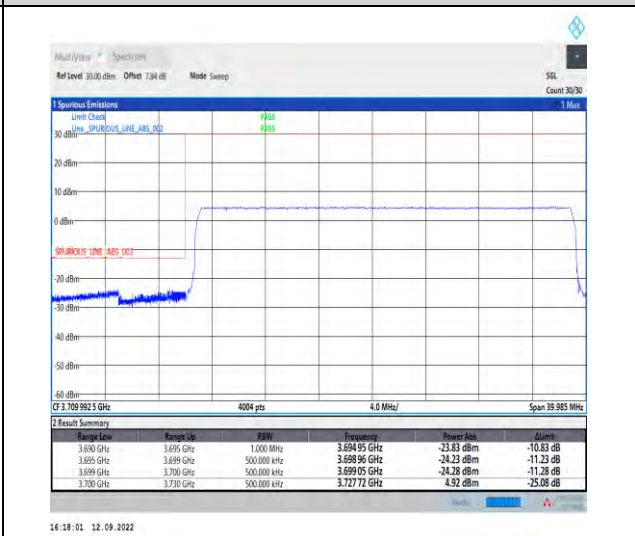 MultiView Spectrum
Ref Level 30.00 dBm Offset 7.84 dB Mode Sweep SGL
Count 30/30
1 Spurious Emissions 1 Max
Limit Check PASS
Line _SPURIOUS_LINE_ABS_002 PASS
30 dBm
20 dBm
10 dBm
0 dBm
_SPURIOUS_LINE_ABS_002
-20 dBm
-30 dBm
-40 dBm
-50 dBm
-60 dBm
CF 3.709 992 5 GHz 4004 pts 4.0 MHz/ Span 39.985 MHz
2 Result Summary
Range Low Range Up RBW Frequency Power Abs ΔLimit
3.690 GHz 3.695 GHz 1.000 MHz 3.694 95 GHz -23.83 dBm -10.83 dB
3.695 GHz 3.699 GHz 500.000 kHz 3.698 96 GHz -24.23 dBm -11.23 dB
3.699 GHz 3.700 GHz 500.000 kHz 3.699 05 GHz -24.28 dBm -11.28 dB
3.700 GHz 3.730 GHz 500.000 kHz 3.727 72 GHz 4.92 dBm -25.08 dB
Ready
16:18:01 12.09.2022